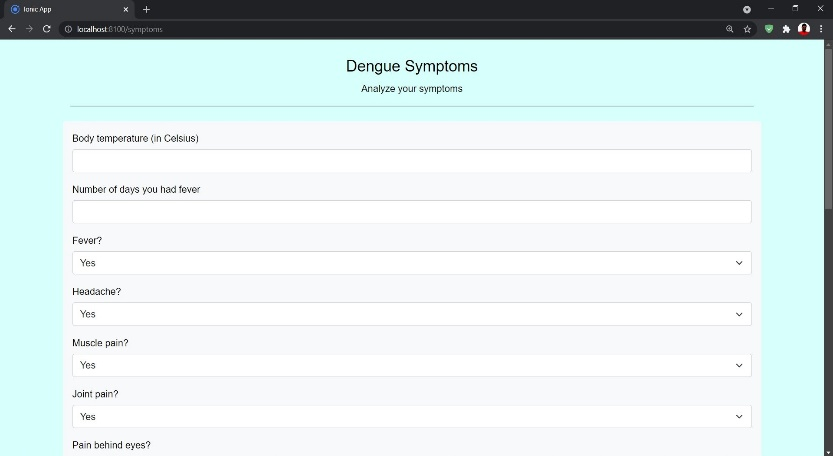 Ionic App
localhost:8100/symptoms
Dengue Symptoms
Analyze your symptoms
Body temperature (in Celsius)
Number of days you had fever
Fever?
Yes
Headache?
Yes
Muscle pain?
Yes
Joint pain?
Yes
Pain behind eyes?